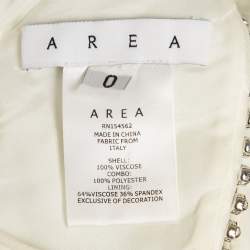 AREA
0
AREA
RN154562
MADE IN CHINA
FABRIC FROM
ITALY
SHELL:
100% VISCOSE
COMBO:
100% POLYESTER
LINING:
64%VISCOSE 36% SPANDEX
EXCLUSIVE OF DECORATION